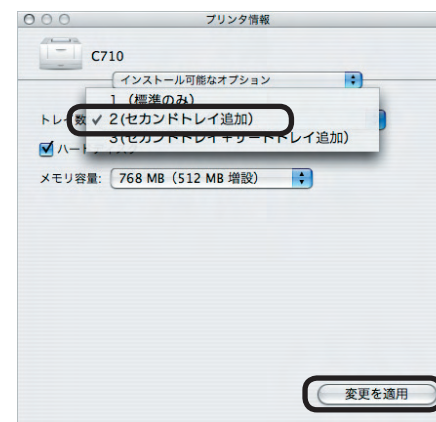 プリンタ情報
C710
インストール可能なオプション
1 (標準のみ)
トレイ数 ✓ 2(セカンドトレイ追加)
3(セカンドトレイ+サードトレイ追加)
メモリ容量: 768 MB(512 MB 増設)
変更を適用